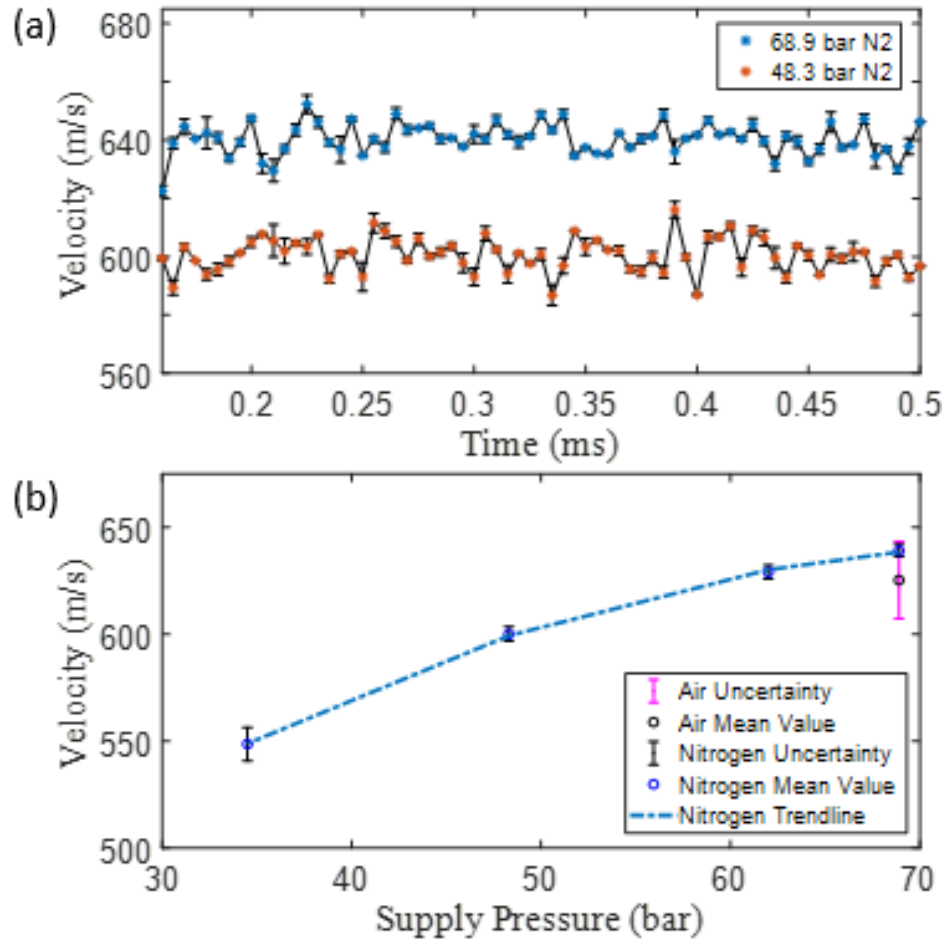 (a)
680
640
600
560
Velocity (m/s)
68.9 bar N2
48.3 bar N2
0.2 0.25 0.3 0.35 0.4 0.45 0.5
Time (ms)
(b)
650
600
550
500
Velocity (m/s)
Air Uncertainty
Air Mean Value
Nitrogen Uncertainty
Nitrogen Mean Value
Nitrogen Trendline
30 40 50 60 70
Supply Pressure (bar)